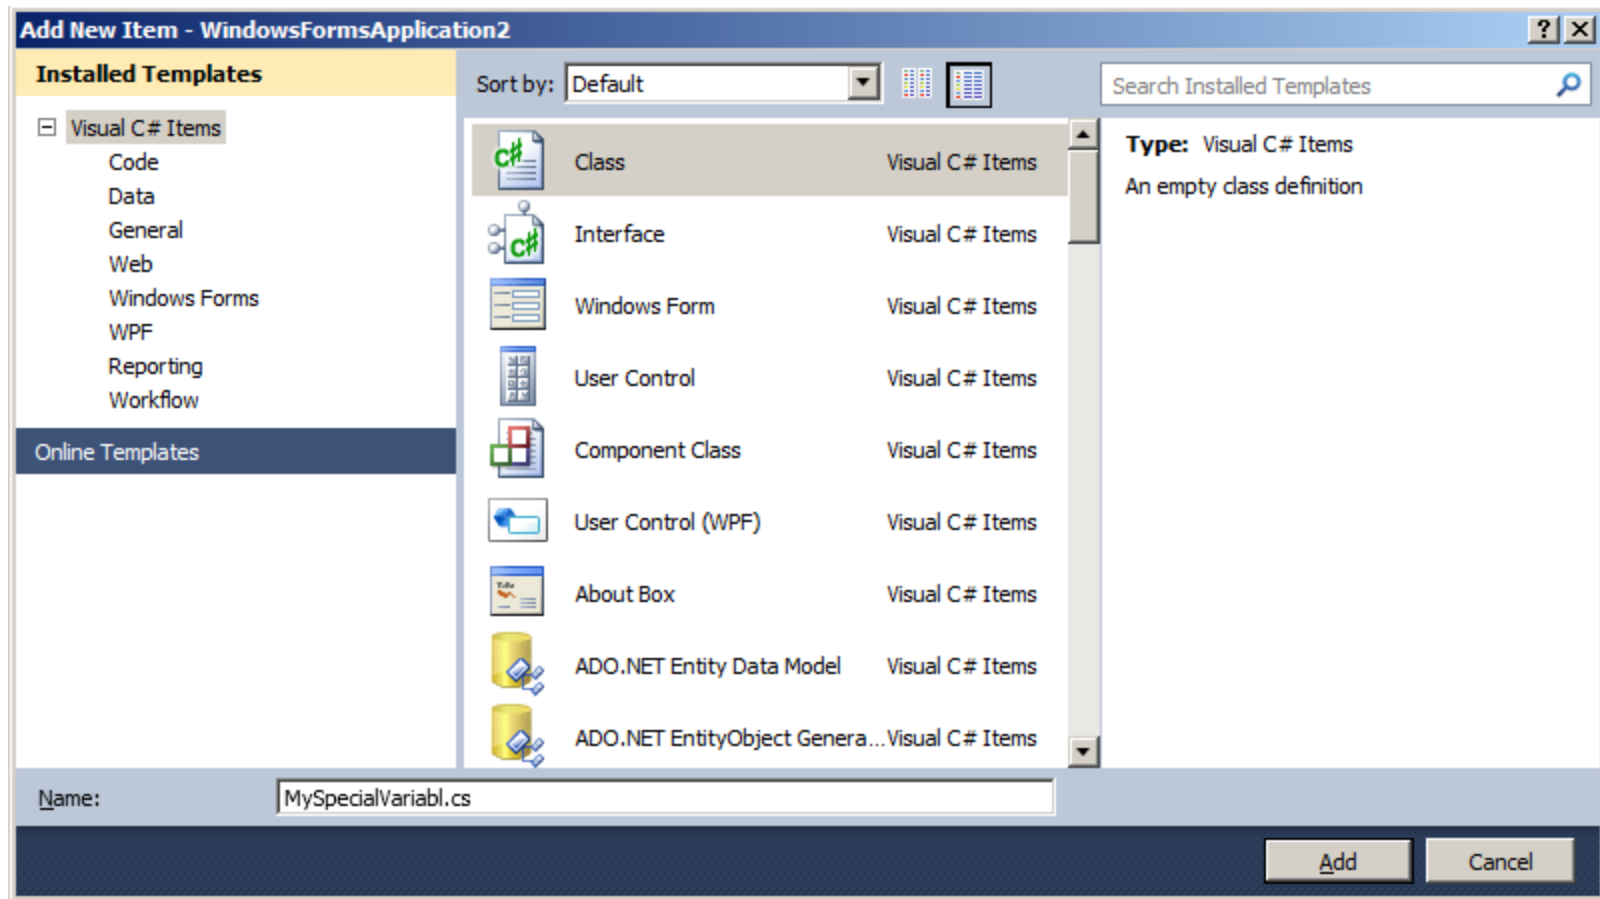 Add New Item - WindowsFormsApplication2
Installed Templates
Sort by: Default
Search Installed Templates
Visual C# Items
Code
Data
General
Web
Windows Forms
WPF
Reporting
Workflow
Online Templates
Class Visual C# Items
Interface Visual C# Items
Windows Form Visual C# Items
User Control Visual C# Items
Component Class Visual C# Items
User Control (WPF) Visual C# Items
About Box Visual C# Items
ADO.NET Entity Data Model Visual C# Items
ADO.NET EntityObject Genera... Visual C# Items
Type: Visual C# Items
An empty class definition
Name: MySpecialVariabl.cs
Add Cancel